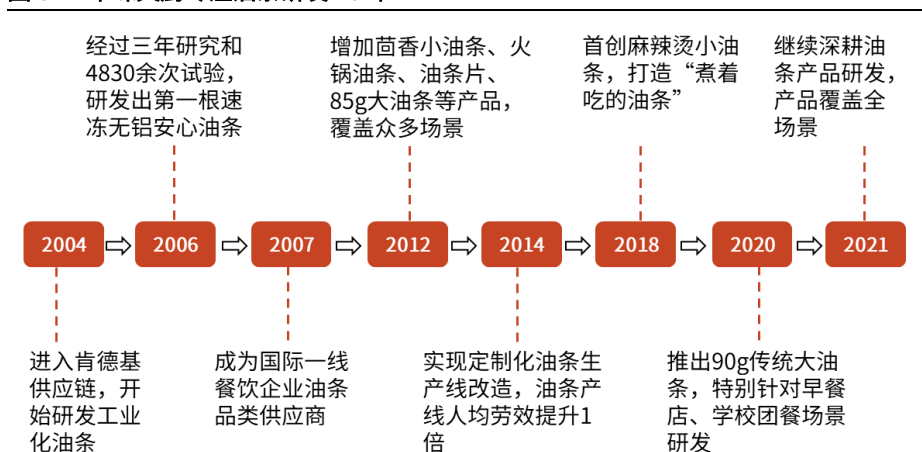 经过三年研究和
4830余次试验，
研发出第一根速
冻无铝安心油条
增加茴香小油条、火
锅油条、油条片、
85g大油条等产品，
覆盖众多场景
首创麻辣烫小油
条，打造“煮着
吃的油条”
继续深耕油
条产品研发，
产品覆盖全
场景
2004
2006
2007
2012
2014
2018
2020
2021
进入肯德基
供应链，开
始研发工业
化油条
成为国际一线
餐饮企业油条
品类供应商
实现定制化油条生
产线改造，油条产
线人均劳效提升1
倍
推出90g传统大油
条，特别针对早餐
店、学校团餐场景
研发